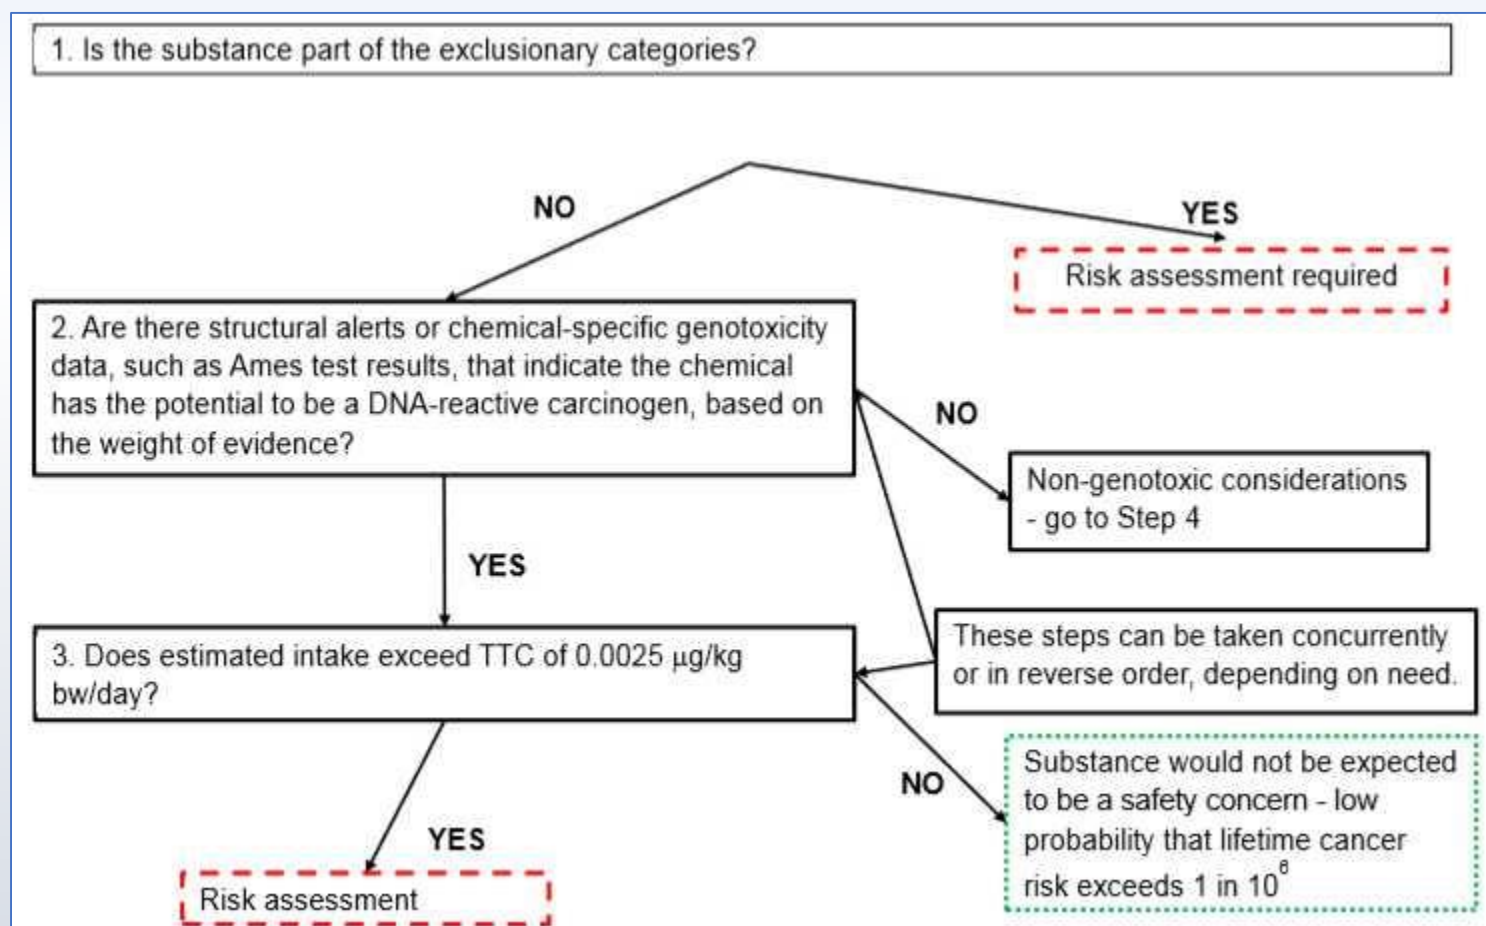 1. Is the substance part of the exclusionary categories?
NO
YES
Risk assessment required
2. Are there structural alerts or chemical-specific genotoxicity
data, such as Ames test results, that indicate the chemical
has the potential to be a DNA-reactive carcinogen, based on
the weight of evidence?
NO
Non-genotoxic considerations
- go to Step 4
YES
3. Does estimated intake exceed TTC of 0.0025 µg/kg
bw/day?
These steps can be taken concurrently
or in reverse order, depending on need.
NO
Substance would not be expected
to be a safety concern - low
probability that lifetime cancer
risk exceeds 1 in 10⁶
YES
Risk assessment